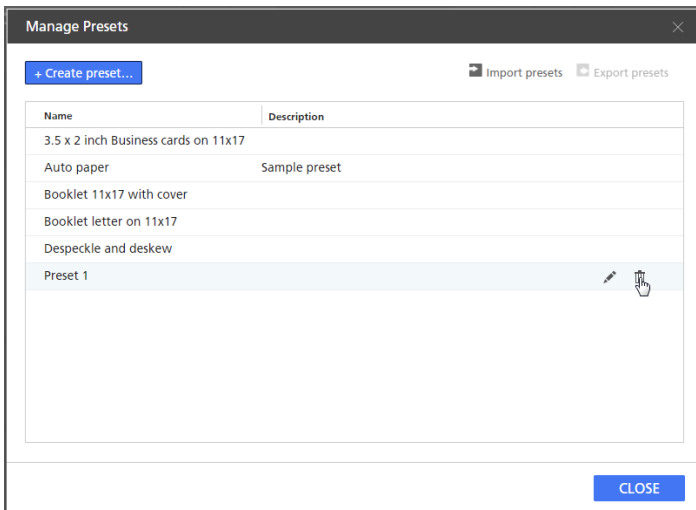 Manage Presets
+ Create preset... Import presets Export presets
Name Description
3.5 x 2 inch Business cards on 11x17
Auto paper Sample preset
Booklet 11x17 with cover
Booklet letter on 11x17
Despeckle and deskew
Preset 1
CLOSE